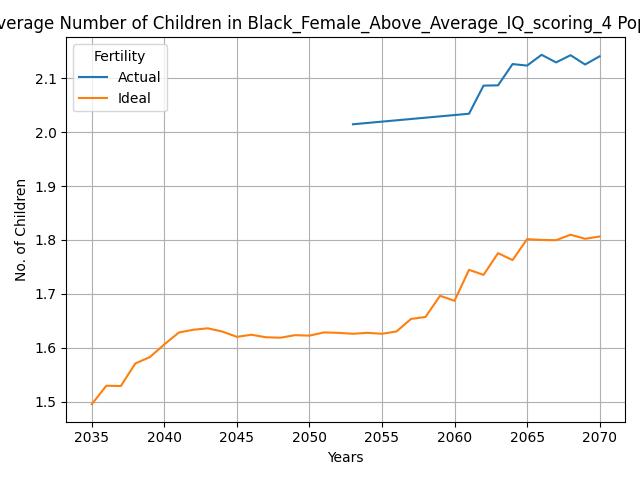 verage Number of Children in Black_Female_Above_Average_IQ_scoring_4 Pop
Fertility
Actual
Ideal
No. of Children
2.1
2.0
1.9
1.8
1.7
1.6
1.5
2035 2040 2045 2050 2055 2060 2065 2070
Years